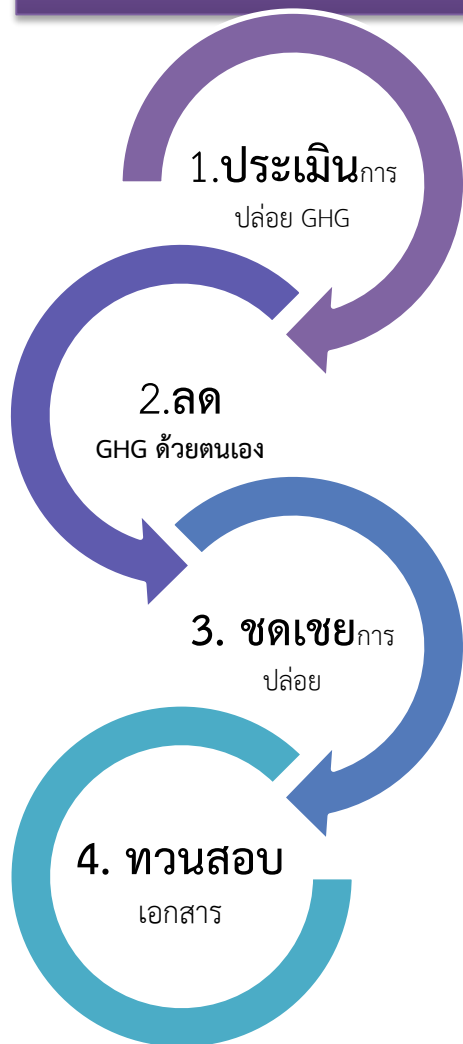 1.ประเมินการ
ปล่อย GHG
2.ลด
GHG ด้วยตนเอง
3. ชดเชยการ
ปล่อย
4. ทวนสอบ
เอกสาร